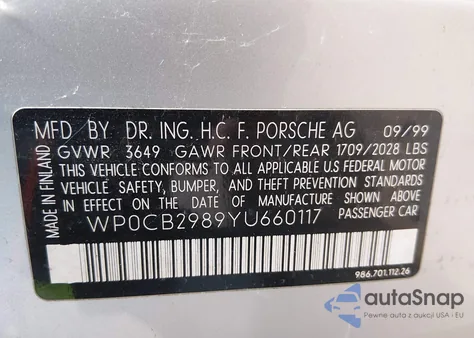 MFD BY DR. ING. H.C. F. PORSCHE AG 09/99
GVWR 3649 GAWR FRONT/REAR 1709/2028 LBS
THIS VEHICLE CONFORMS TO ALL APPLICABLE
U.S FEDERAL MOTOR
VEHICLE SAFETY, BUMPER, AND THEFT STANDARDS
IN EFFECT ON THE DATE OF MANUFACTURE SHOWN ABOVE.
WP0CB2989YU660117 PASSENGER CAR
MADE IN FINLAND
986.701.112.26
autoSnap
Pewne auto z aukcji USA i EU